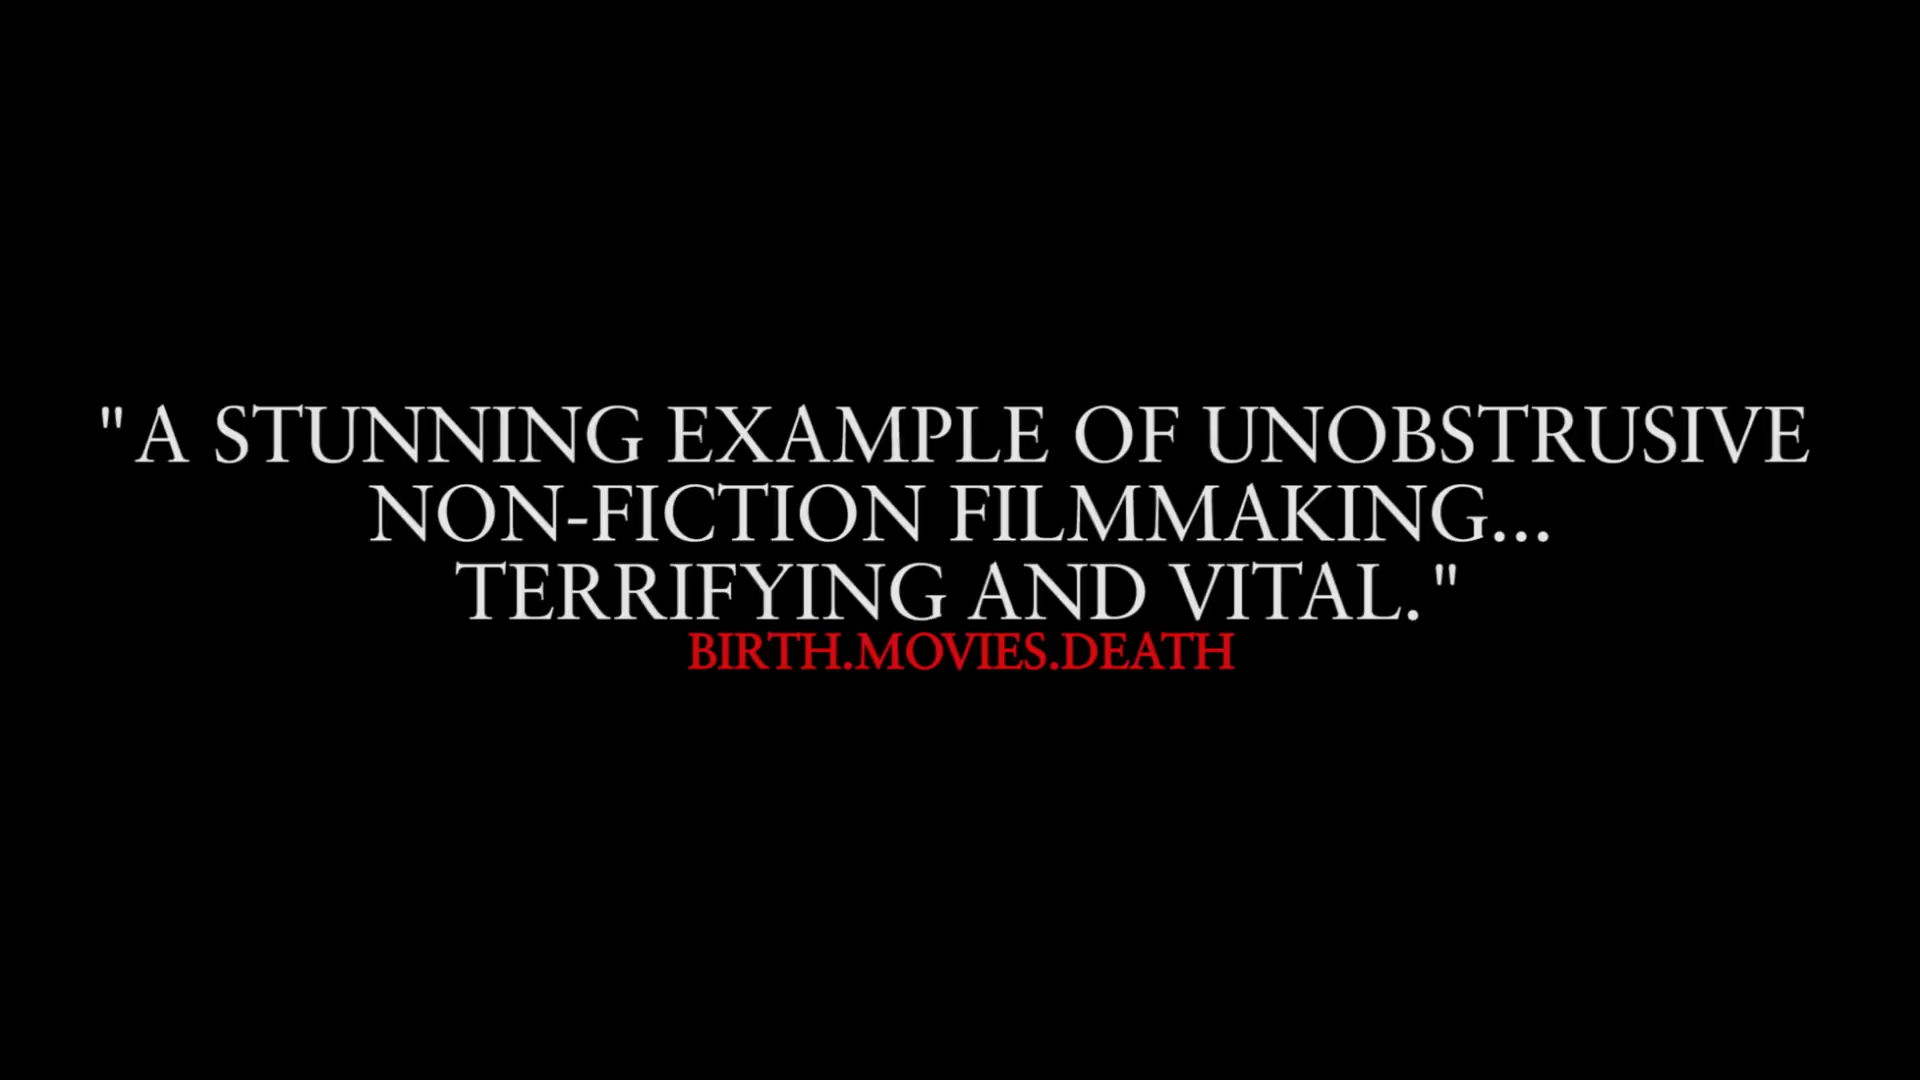 "A STUNNING EXAMPLE OF UNOBSTRUSIVE
NON-FICTION FILMMAKING...
TERRIFYING AND VITAL."
BIRTH.MOVIES.DEATH